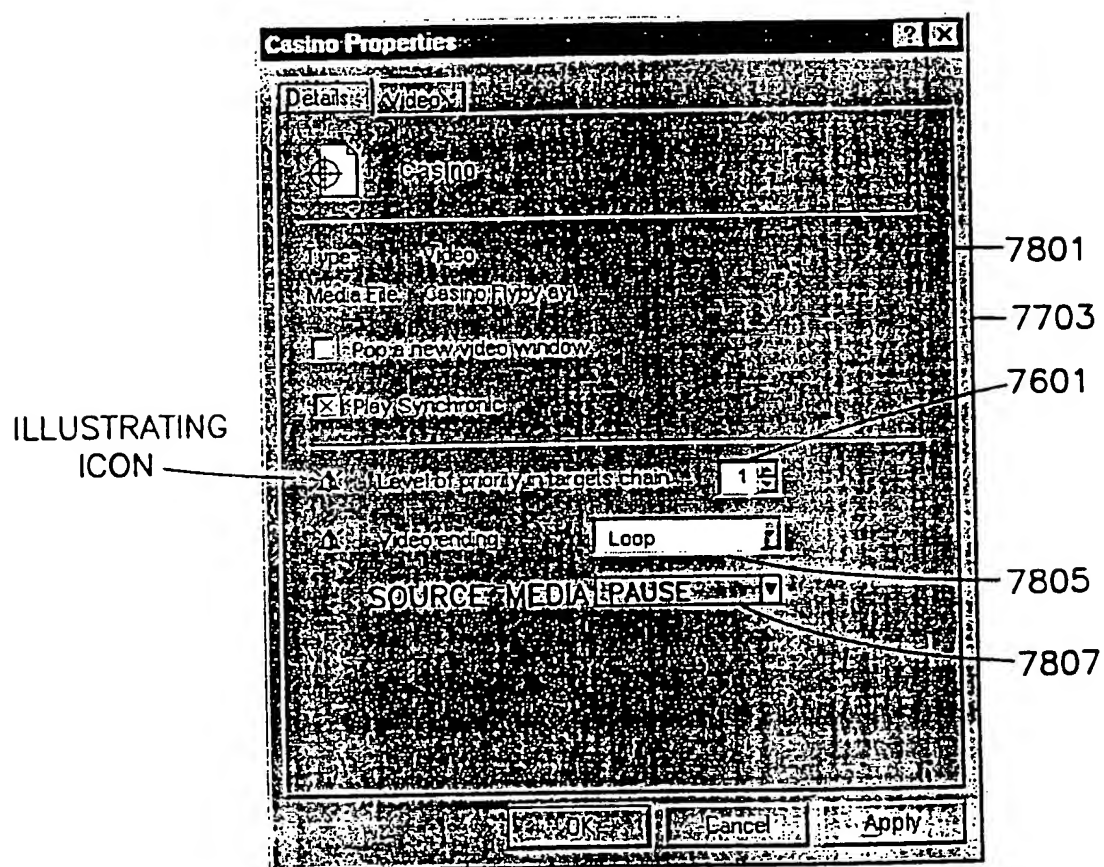 Casino Properties
Details Video
Casino
7801
Type: Video
Media File: Casino Flyby.avi
7703
Pop a new video window
7601
Play Synchronic
ILLUSTRATING
ICON
Level of priority in targets chain 1
Video ending Loop
7805
SOURCE MEDIA PAUSE
7807
OK Cancel Apply